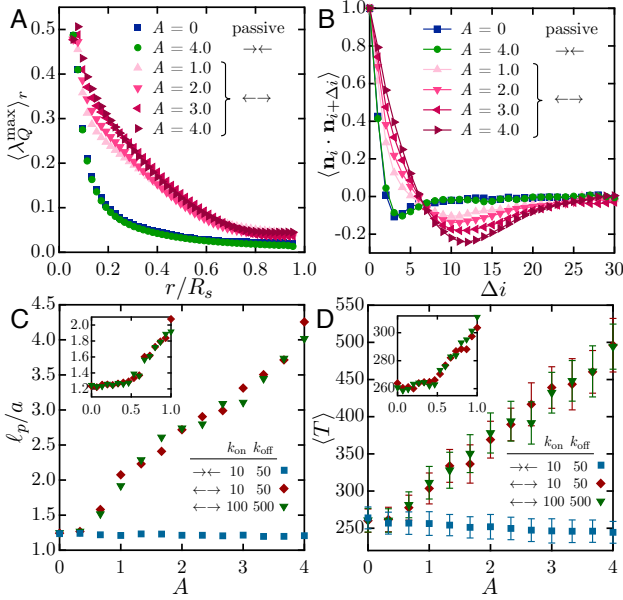 A
⟨λ_Q^max⟩_r
0.5
0.4
0.3
0.2
0.1
0.0
0.0 0.2 0.4 0.6 0.8 1.0
r/R_s
A = 0 passive
A = 4.0 →←
A = 1.0
A = 2.0
A = 3.0
A = 4.0
←→
B
⟨n_i · n_{i+Δi}⟩
1.0
0.8
0.6
0.4
0.2
0.0
-0.2
0 5 10 15 20 25 30
Δi
A = 0 passive
A = 4.0 →←
A = 1.0
A = 2.0
A = 3.0
A = 4.0
←→
C
ℓ_p/a
4.5
4.0
3.5
3.0
2.5
2.0
1.5
1.0
0 1 2 3 4
A
2.0
1.8
1.6
1.4
1.2
0.0 0.5 1.0
k_on k_off
→← 10 50
←→ 10 50
←→ 100 500
D
⟨T⟩
550
500
450
400
350
300
250
200
0 1 2 3 4
A
300
280
260
0.0 0.5 1.0
k_on k_off
→← 10 50
←→ 10 50
←→ 100 500